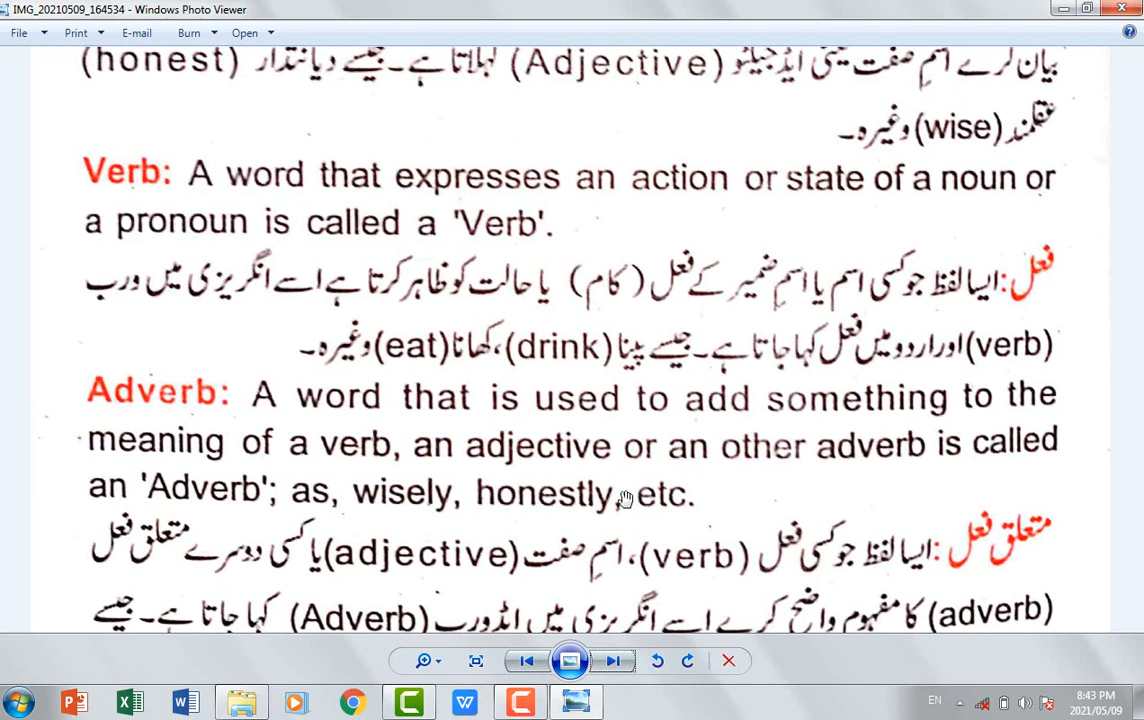 IMG_20210509_164534 - Windows Photo Viewer
File Print E-mail Burn Open
بیان کرے اسمِ صفت یعنی ایڈجیکٹو (Adjective) کہلاتا ہے۔ جیسے دیانتدار (honest)
عقلمند (wise) وغیرہ۔
Verb: A word that expresses an action or state of a noun or
a pronoun is called a 'Verb'.
فعل: ایسا لفظ جو کسی اسم یا اسمِ ضمیر کے فعل (کام) یا حالت کو ظاہر کرتا ہے اسے انگریزی میں ورب
(verb) اور اردو میں فعل کہا جاتا ہے۔ جیسے پینا (drink)، کھانا (eat) وغیرہ۔
Adverb: A word that is used to add something to the
meaning of a verb, an adjective or an other adverb is called
an 'Adverb'; as, wisely, honestly, etc.
متعلق فعل: ایسا لفظ جو کسی فعل (verb)، اسمِ صفت (adjective) یا کسی دوسرے متعلق فعل
(adverb) کا مفہوم واضح کرے اسے انگریزی میں ایڈورب (Adverb) کہا جاتا ہے۔ جیسے
EN 8:43 PM
2021/05/09